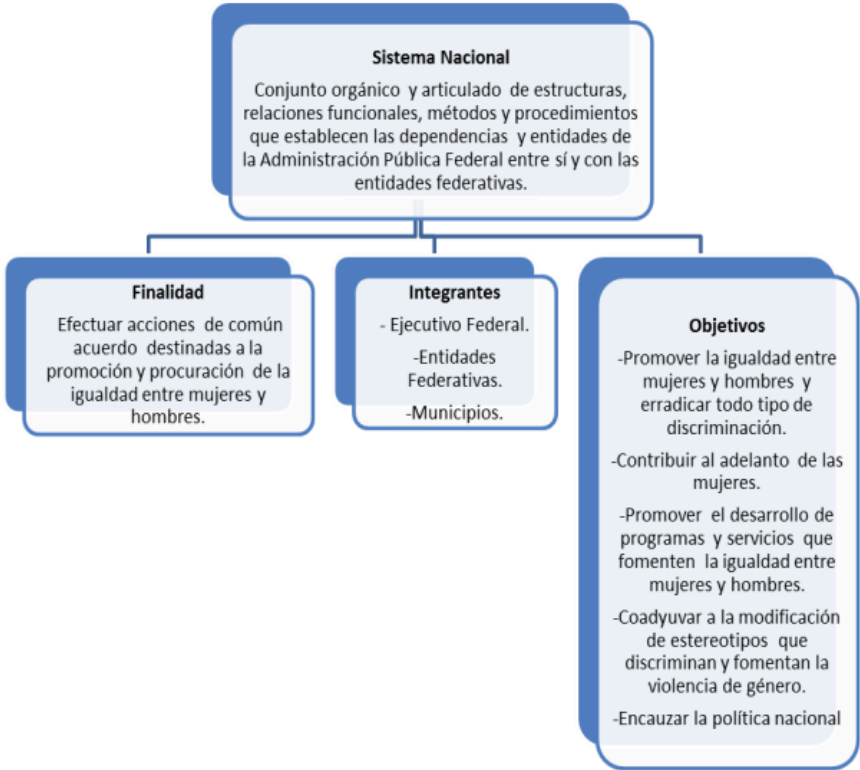 Sistema Nacional
Conjunto orgánico y articulado de estructuras,
relaciones funcionales, métodos y procedimientos
que establecen las dependencias y entidades de
la Administración Pública Federal entre sí y con las
entidades federativas.
Finalidad
Efectuar acciones de común
acuerdo destinadas a la
promoción y procuración de la
igualdad entre mujeres y
hombres.
Integrantes
- Ejecutivo Federal.
-Entidades
Federativas.
-Municipios.
Objetivos
-Promover la igualdad entre
mujeres y hombres y
erradicar todo tipo de
discriminación.
-Contribuir al adelanto de las
mujeres.
-Promover el desarrollo de
programas y servicios que
fomenten la igualdad entre
mujeres y hombres.
-Coadyuvar a la modificación
de estereotipos que
discriminan y fomentan la
violencia de género.
-Encauzar la política nacional